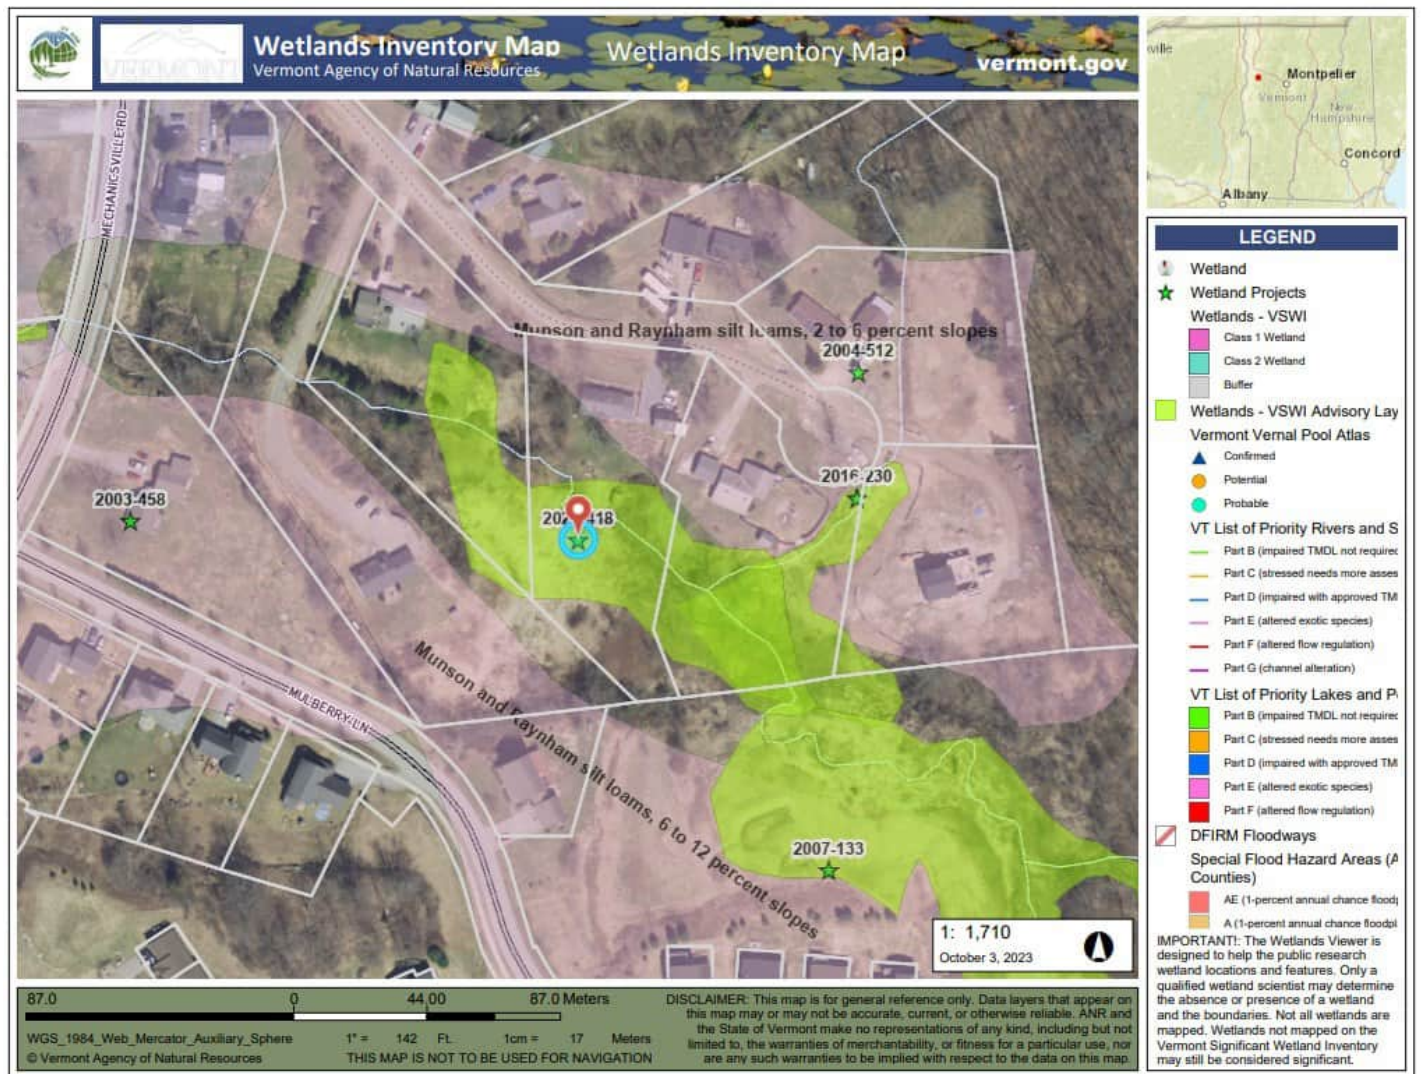 Wetlands Inventory Map
Vermont Agency of Natural Resources
Wetlands Inventory Map
vermont.gov
VERMONT
Montpelier
Vermont
New
Hampshire
Concord
Albany
MECHANICSVILLE RD
Munson and Raynham silt loams, 2 to 6 percent slopes
2004-512
2016-230
2003-458
418
Munson and Raynham silt loams, 6 to 12 percent slopes
MULBERRY LN
2007-133
1: 1,710
October 3, 2023
LEGEND
Wetland
Wetland Projects
Wetlands - VSWI
Class 1 Wetland
Class 2 Wetland
Buffer
Wetlands - VSWI Advisory Lay
Vermont Vernal Pool Atlas
Confirmed
Potential
Probable
VT List of Priority Rivers and S
Part B (impaired TMDL not required
Part C (stressed needs more asses
Part D (impaired with approved TM
Part E (altered exotic species)
Part F (altered flow regulation)
Part G (channel alteration)
VT List of Priority Lakes and P
Part B (impaired TMDL not required
Part C (stressed needs more asses
Part D (impaired with approved TM
Part E (altered exotic species)
Part F (altered flow regulation)
DFIRM Floodways
Special Flood Hazard Areas (A
Counties)
AE (1-percent annual chance floodp
A (1-percent annual chance floodpl
IMPORTANT!: The Wetlands Viewer is
designed to help the public research
wetland locations and features. Only a
qualified wetland scientist may determine
the absence or presence of a wetland
and the boundaries. Not all wetlands are
mapped. Wetlands not mapped on the
Vermont Significant Wetland Inventory
may still be considered significant.
87.0 0 44.00 87.0 Meters
WGS_1984_Web_Mercator_Auxiliary_Sphere
1" = 142 Ft. 1cm = 17 Meters
© Vermont Agency of Natural Resources
THIS MAP IS NOT TO BE USED FOR NAVIGATION
DISCLAIMER: This map is for general reference only. Data layers that appear on
this map may or may not be accurate, current, or otherwise reliable. ANR and
the State of Vermont make no representations of any kind, including but not
limited to, the warranties of merchantability, or fitness for a particular use, nor
are any such warranties to be implied with respect to the data on this map.